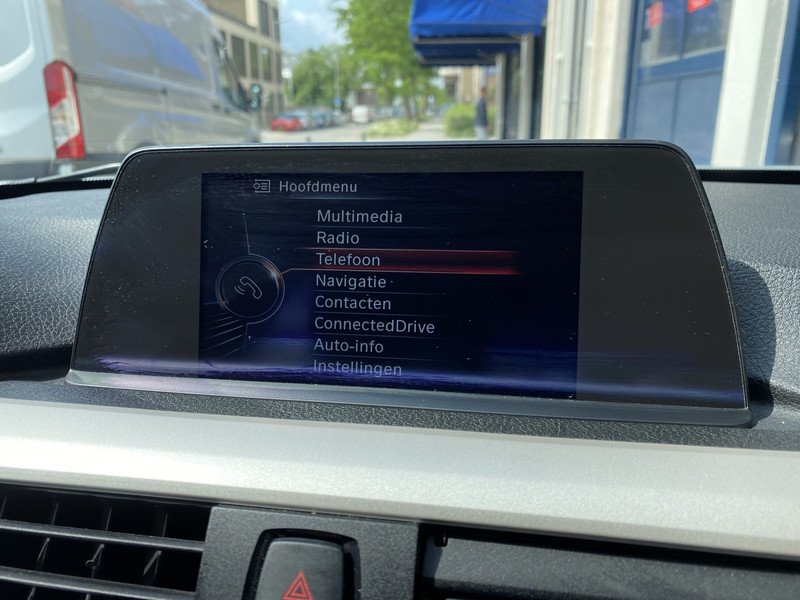 Hoofdmenu
Multimedia
Radio
Telefoon
Navigatie
Contacten
ConnectedDrive
Auto-info
Instellingen